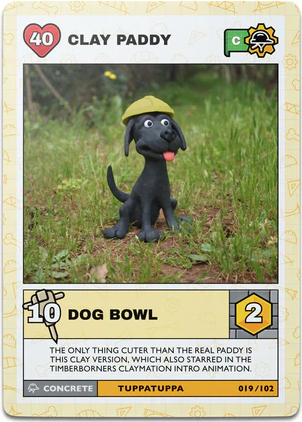 40 CLAY PADDY C
10 DOG BOWL 2
THE ONLY THING CUTER THAN THE REAL PADDY IS
THIS CLAY VERSION, WHICH ALSO STARRED IN THE
TIMBERBORNERS CLAYMATION INTRO ANIMATION.
CONCRETE TUPPATUPPA 019/102